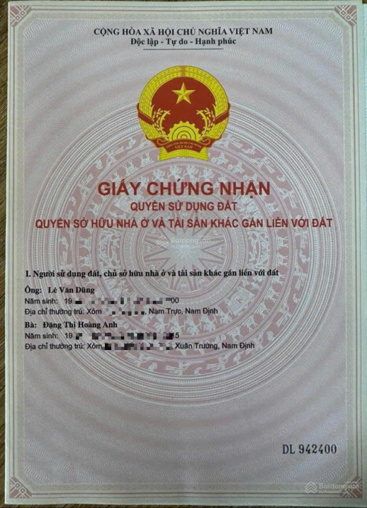 CỘNG HÒA XÃ HỘI CHỦ NGHĨA VIỆT NAM
Độc lập - Tự do - Hạnh phúc
GIẤY CHỨNG NHẬN
QUYỀN SỬ DỤNG ĐẤT
QUYỀN SỞ HỮU NHÀ Ở VÀ TÀI SẢN KHÁC GẮN LIỀN VỚI ĐẤT
I. Người sử dụng đất, chủ sở hữu nhà ở và tài sản khác gắn liền với đất
Ông: Lê Văn Dũng
Năm sinh: 19
Địa chỉ thường trú: Xóm Nam Trực, Nam Định
Bà: Đặng Thị Hoàng Anh
Năm sinh: 19
Địa chỉ thường trú: Xóm Xuân Trường, Nam Định
DL 942400